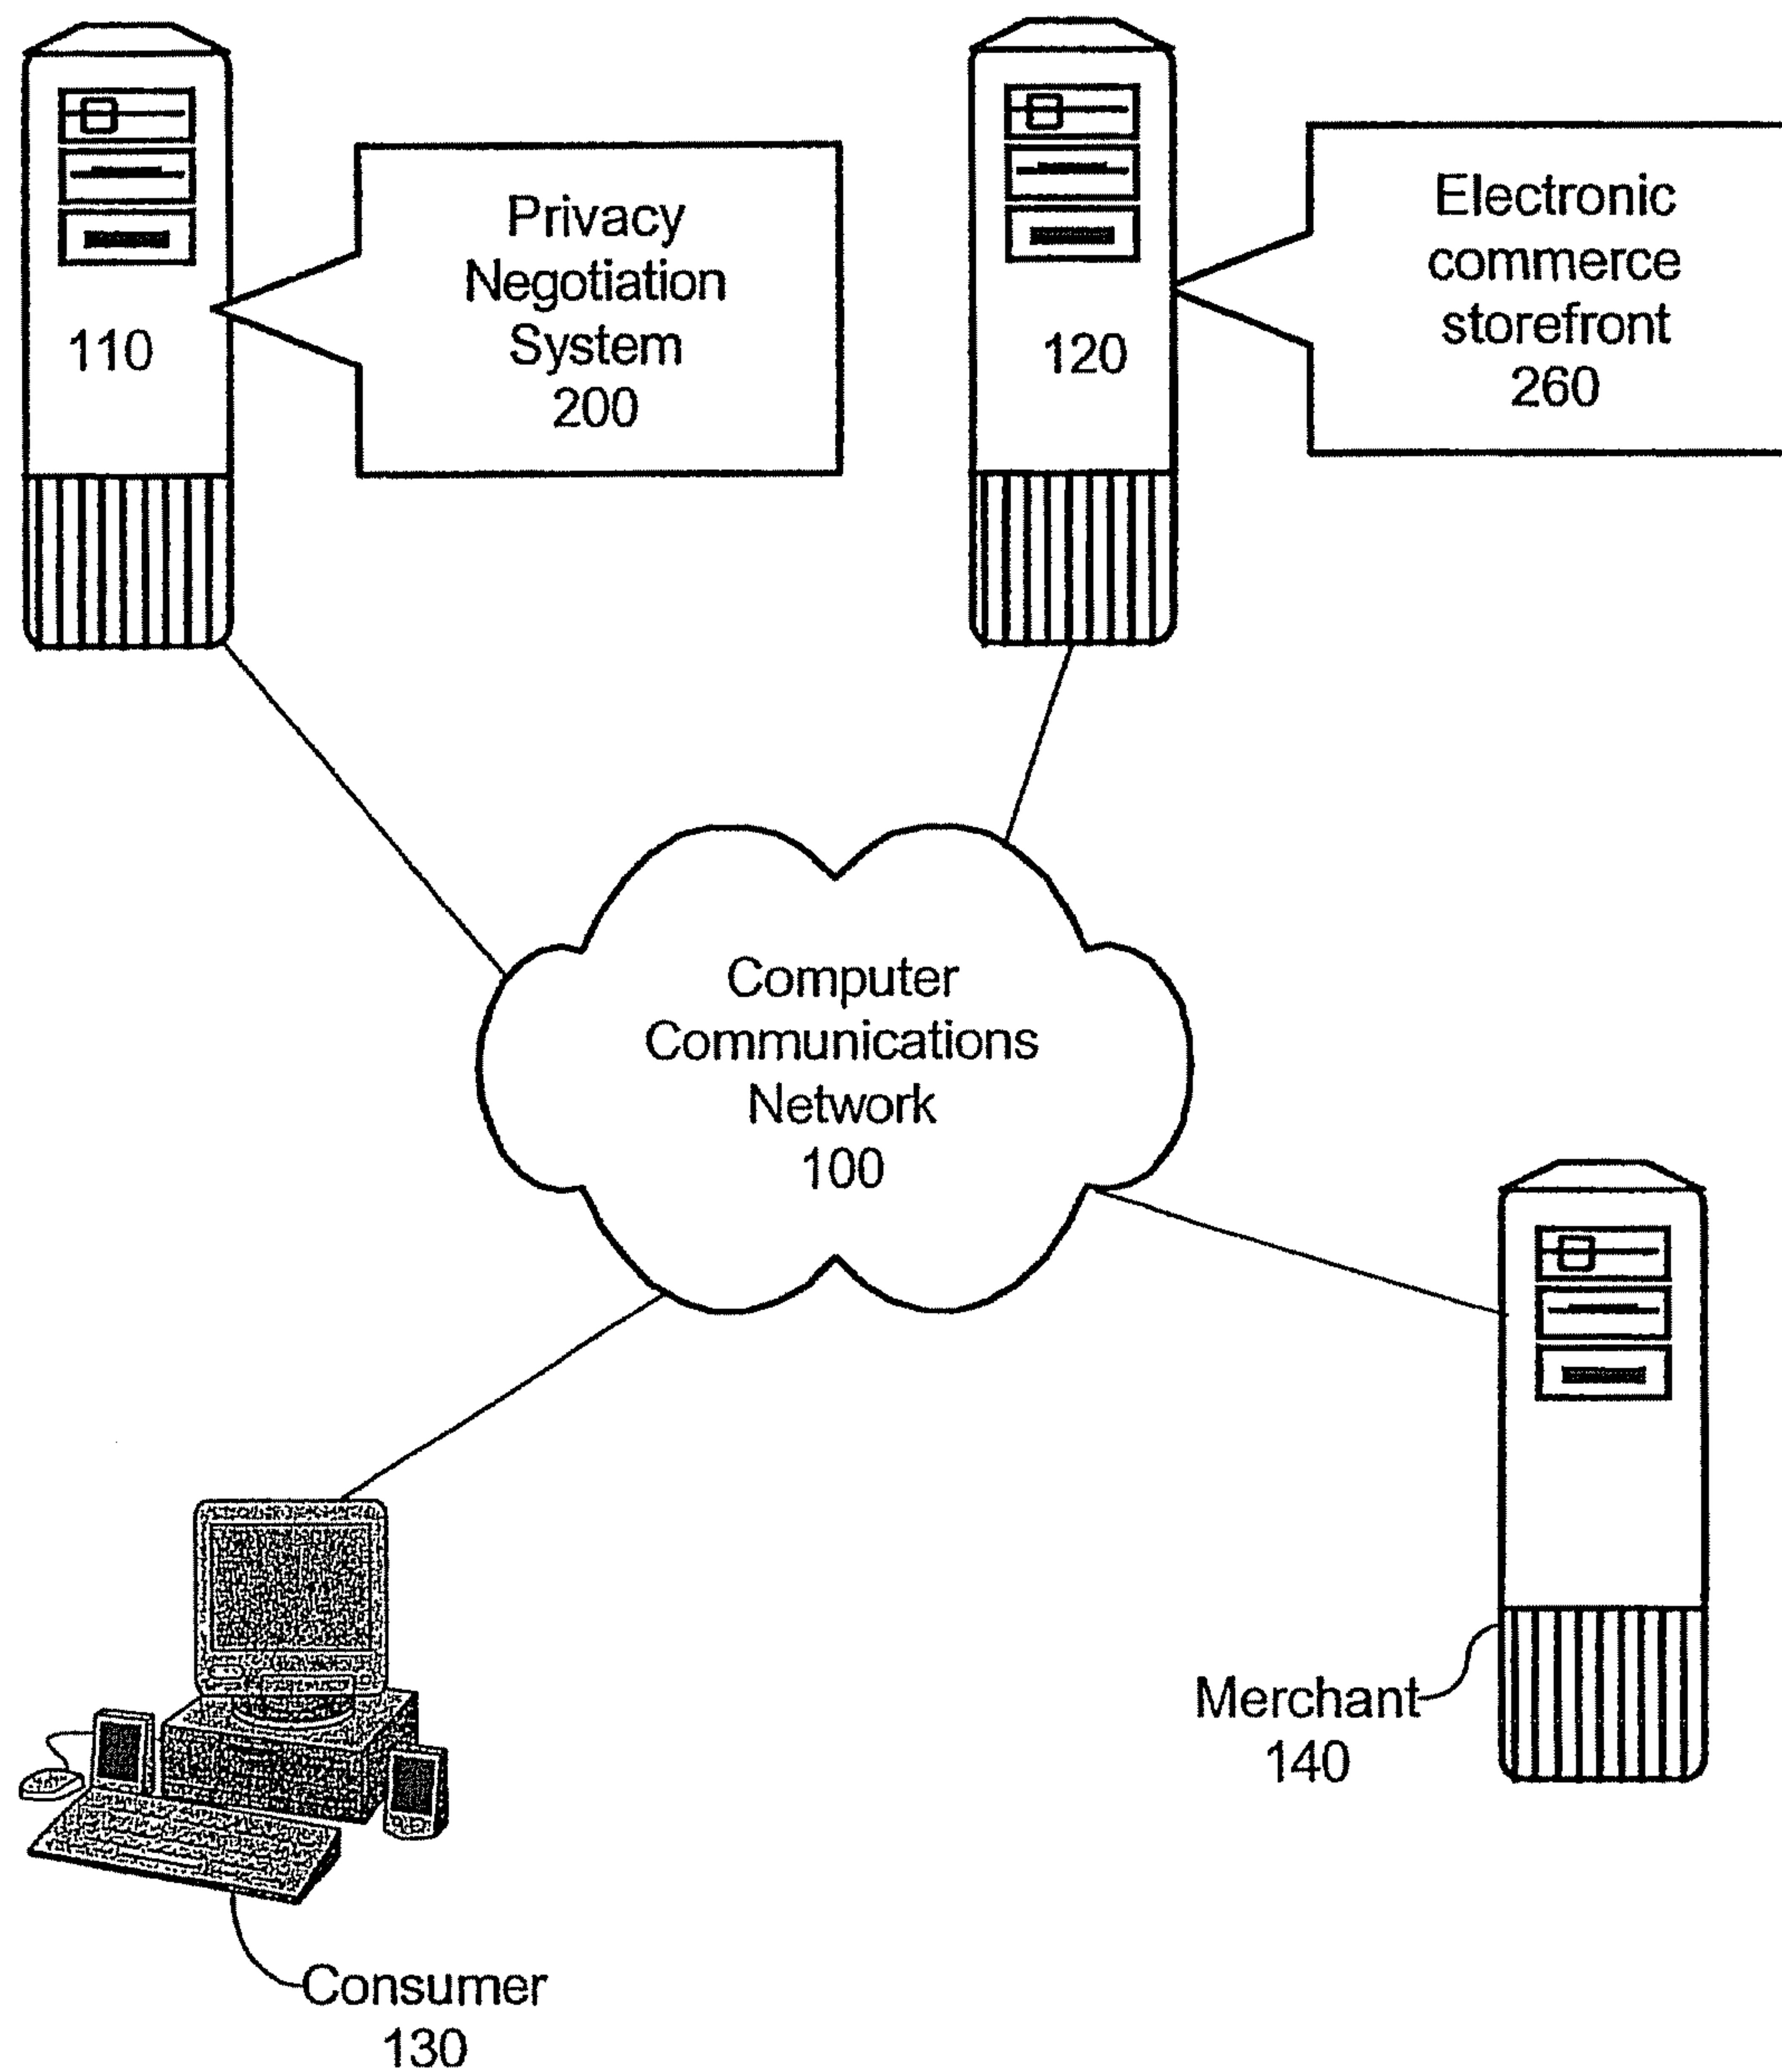 110
Privacy
Negotiation
System
200
120
Electronic
commerce
storefront
260
Computer
Communications
Network
100
Merchant
140
Consumer
130